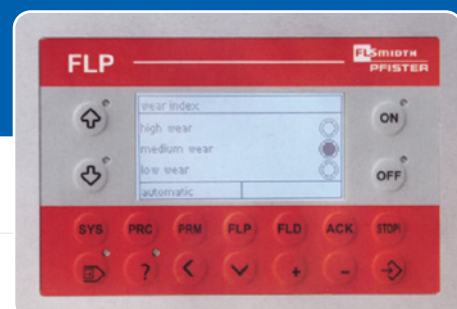 FLP
FLSMIDTH
PFISTER
wear index
high wear
medium wear
low wear
automatic
ON
OFF
SYS PRC PRM FLP FLD ACK STOP!
? < + -